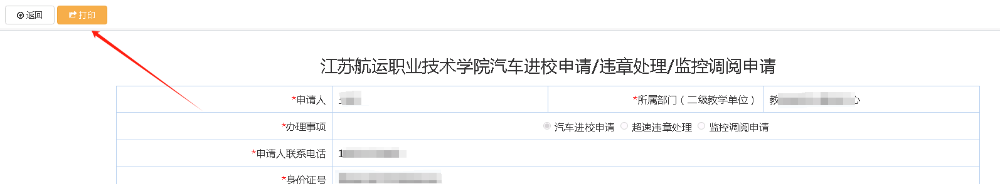 返回 打印
江苏航运职业技术学院汽车进校申请/违章处理/监控调阅申请
*申请人 *所属部门（二级教学单位） 教 心
*办理事项 汽车进校申请 超速违章处理 监控调阅申请
*申请人联系电话 1
*身份证号